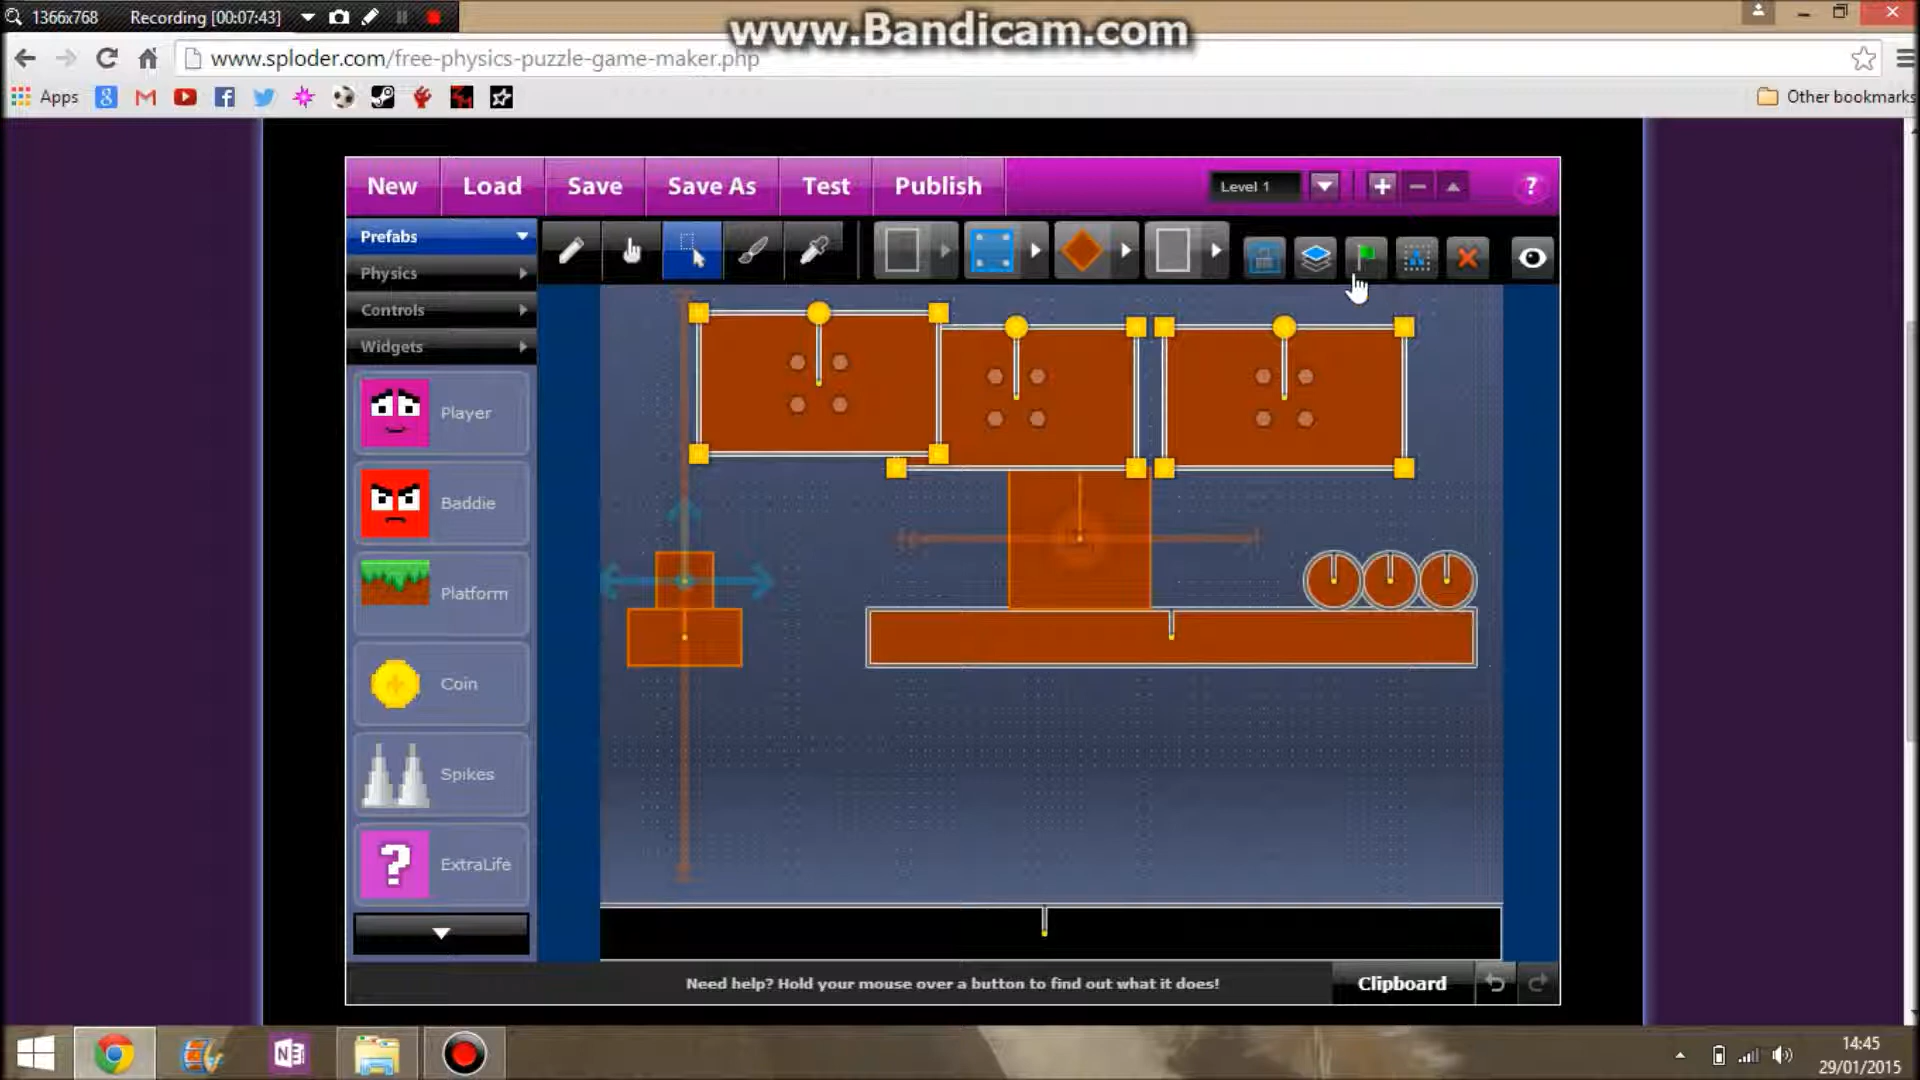 1366x768 Recording [00:07:43]
www.Bandicam.com
www.sploder.com/free-physics-puzzle-game-maker.php
Apps
Other bookmarks
New Load Save Save As Test Publish Level 1 + − ?
Prefabs
Physics
Controls
Widgets
Player
Baddie
Platform
Coin
Spikes
? ExtraLife
Need help? Hold your mouse over a button to find out what it does!
Clipboard
N
14:45
29/01/2015